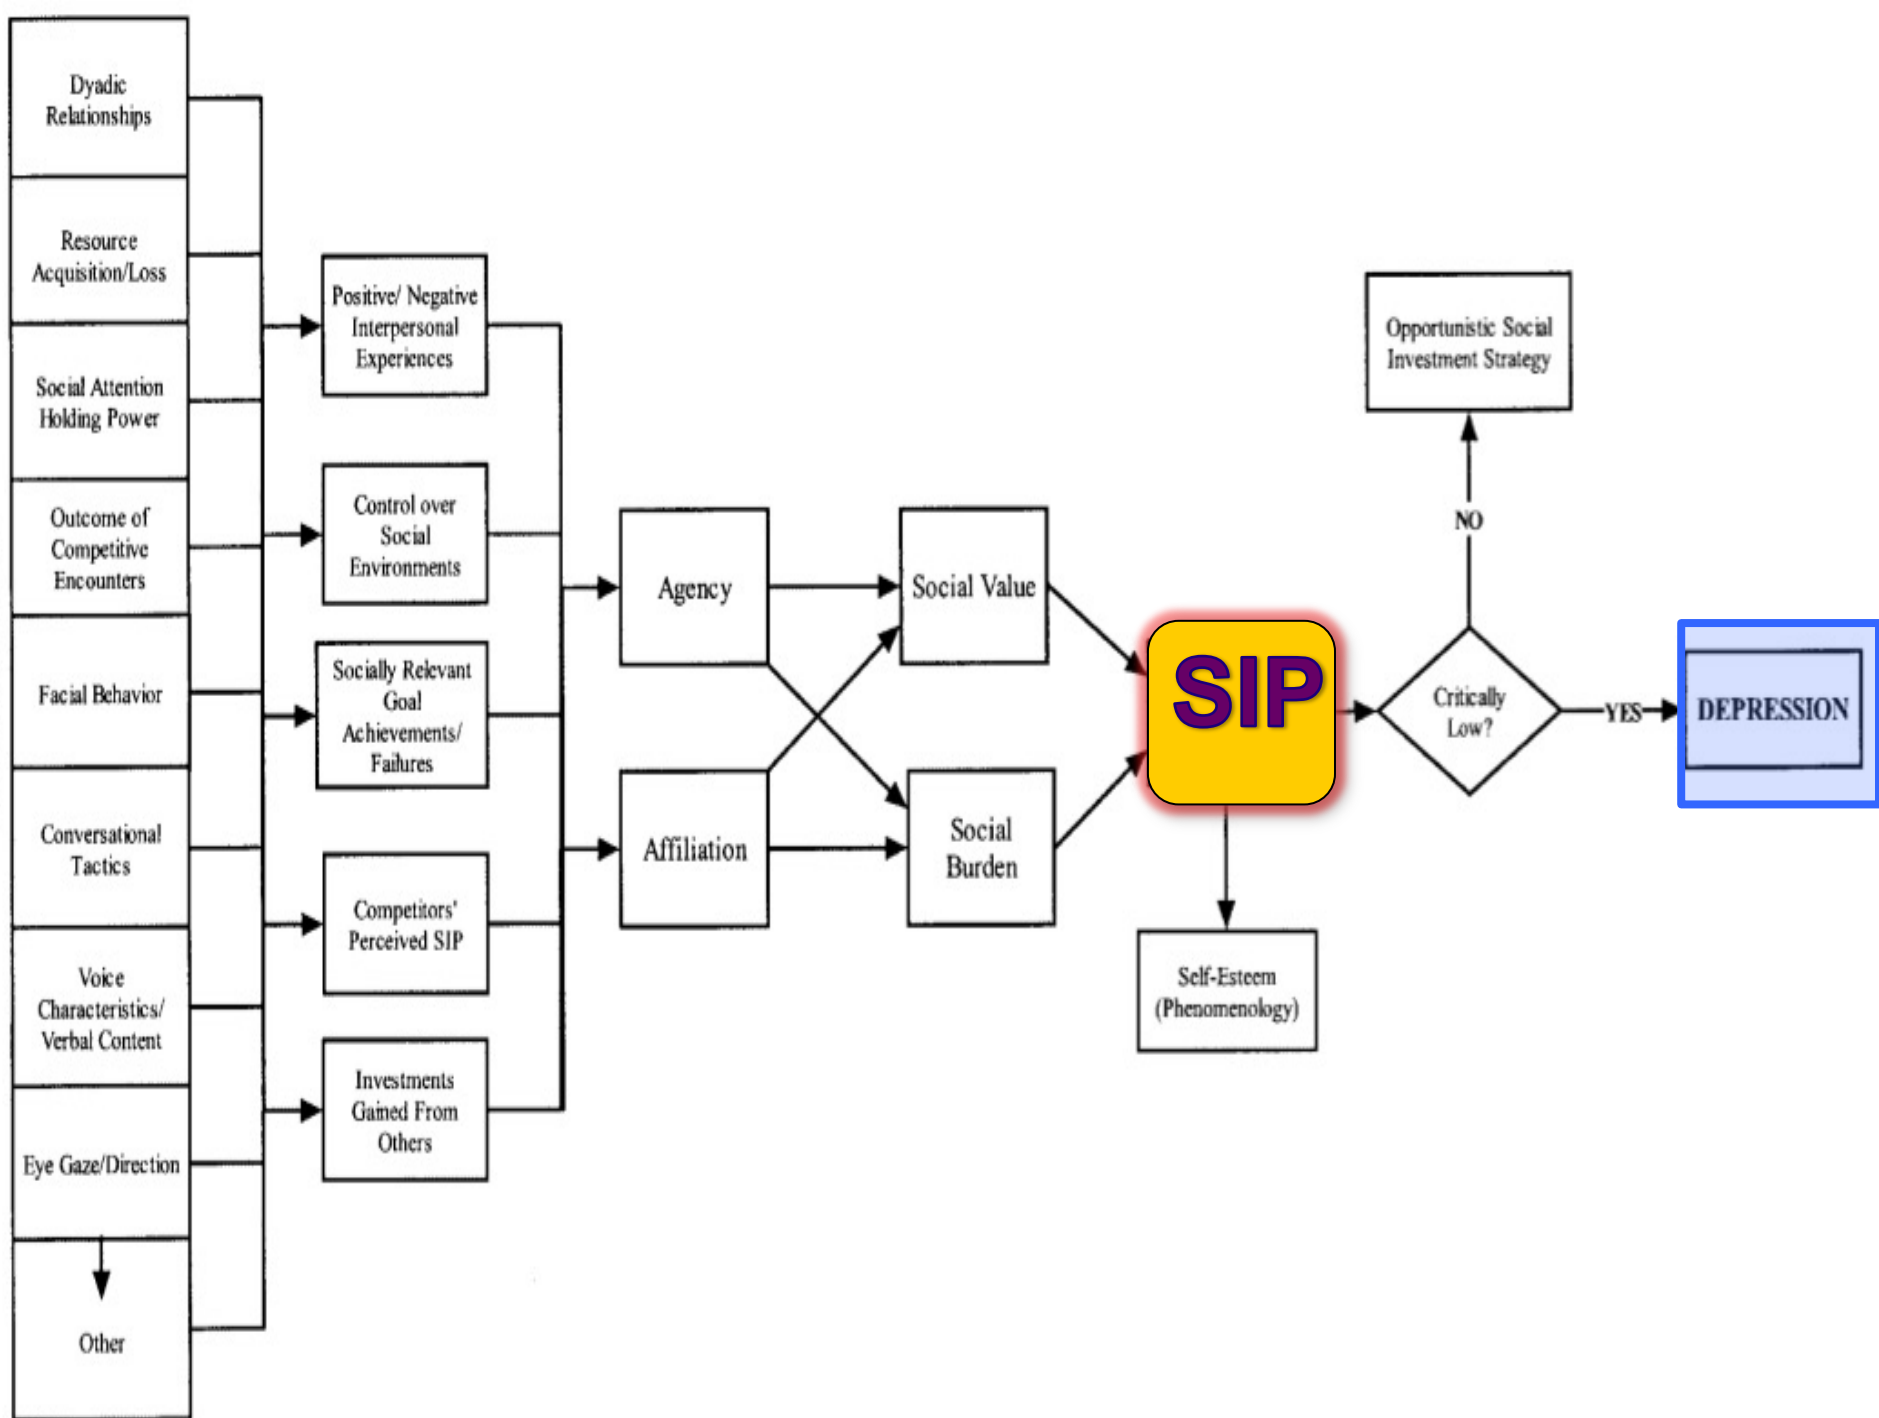 Dyadic
Relationships
Resource
Acquisition/Loss
Social Attention
Holding Power
Outcome of
Competitive
Encounters
Facial Behavior
Conversational
Tactics
Voice
Characteristics/
Verbal Content
Eye Gaze/Direction
Other
Positive/ Negative
Interpersonal
Experiences
Control over
Social
Environments
Socially Relevant
Goal
Achievements/
Failures
Competitors'
Perceived SIP
Investments
Gained From
Others
Agency
Affiliation
Social Value
Social
Burden
SIP
Self-Esteem
(Phenomenology)
Critically
Low?
NO
Opportunistic Social
Investment Strategy
YES
DEPRESSION